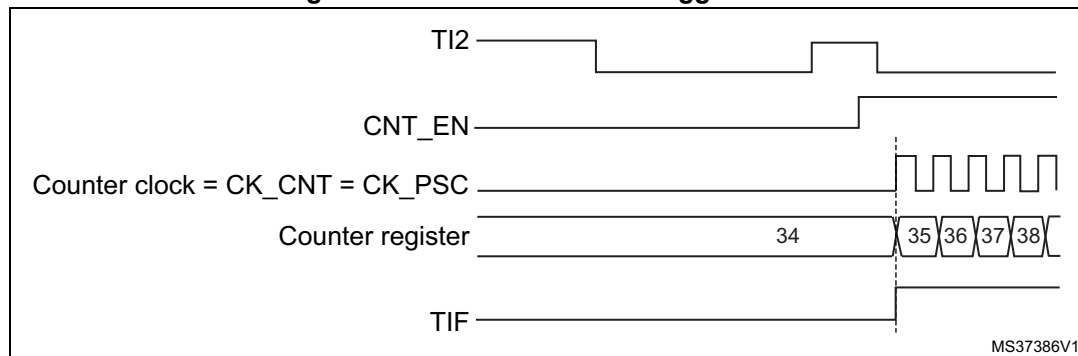 TI2
CNT_EN
Counter clock = CK_CNT = CK_PSC
Counter register
34
35 36 37 38
TIF
MS37386V1